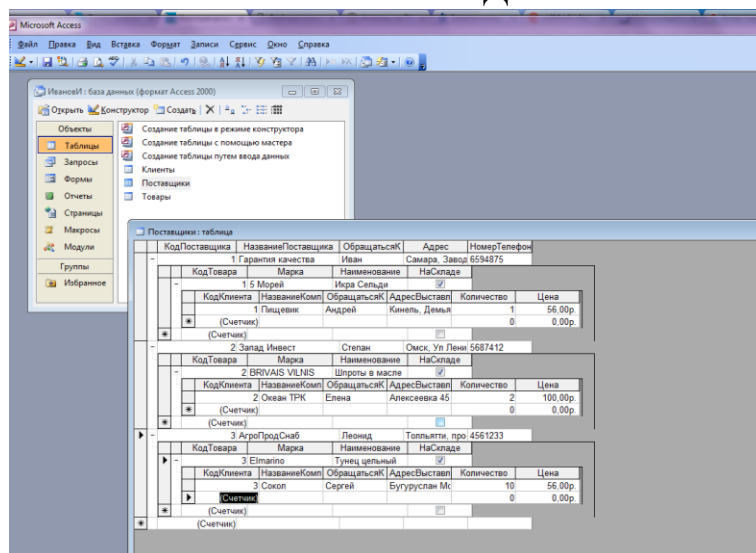 Microsoft Access
Файл Правка Вид Вставка Формат Записи Сервис Окно Справка
ИвановИ : база данных (формат Access 2000)
Открыть Конструктор Создать
Объекты
Таблицы
Запросы
Формы
Отчеты
Страницы
Макросы
Модули
Группы
Избранное
Создание таблицы в режиме конструктора
Создание таблицы с помощью мастера
Создание таблицы путем ввода данных
Клиенты
Поставщики
Товары
Поставщики : таблица
КодПоставщика НазваниеПоставщика ОбращатьсяК Адрес НомерТелефон
1 Гарантия качества Иван Самара, Завод 6594875
КодТовара Марка Наименование НаСкладе
1 5 Морей Икра Сельди
КодКлиента НазваниеКомп ОбращатьсяК АдресВыставл Количество Цена
1 Пищевик Андрей Кинель, Демья 1 56,00р.
(Счетчик) 0 0,00р.
(Счетчик)
2 Запад Инвест Степан Омск, Ул Лени 5687412
КодТовара Марка Наименование НаСкладе
2 BRIVAIS VILNIS Шпроты в масле
КодКлиента НазваниеКомп ОбращатьсяК АдресВыставл Количество Цена
2 Океан ТРК Елена Алексеевка 45 2 100,00р.
(Счетчик) 0 0,00р.
(Счетчик)
3 АгроПродСнаб Леонид Толльятти, про 4561233
КодТовара Марка Наименование НаСкладе
3 Elmarino Тунец цельный
КодКлиента НазваниеКомп ОбращатьсяК АдресВыставл Количество Цена
3 Сокол Сергей Бугуруслан Мс 10 56,00р.
(Счетчик) 0 0,00р.
(Счетчик)
(Счетчик)